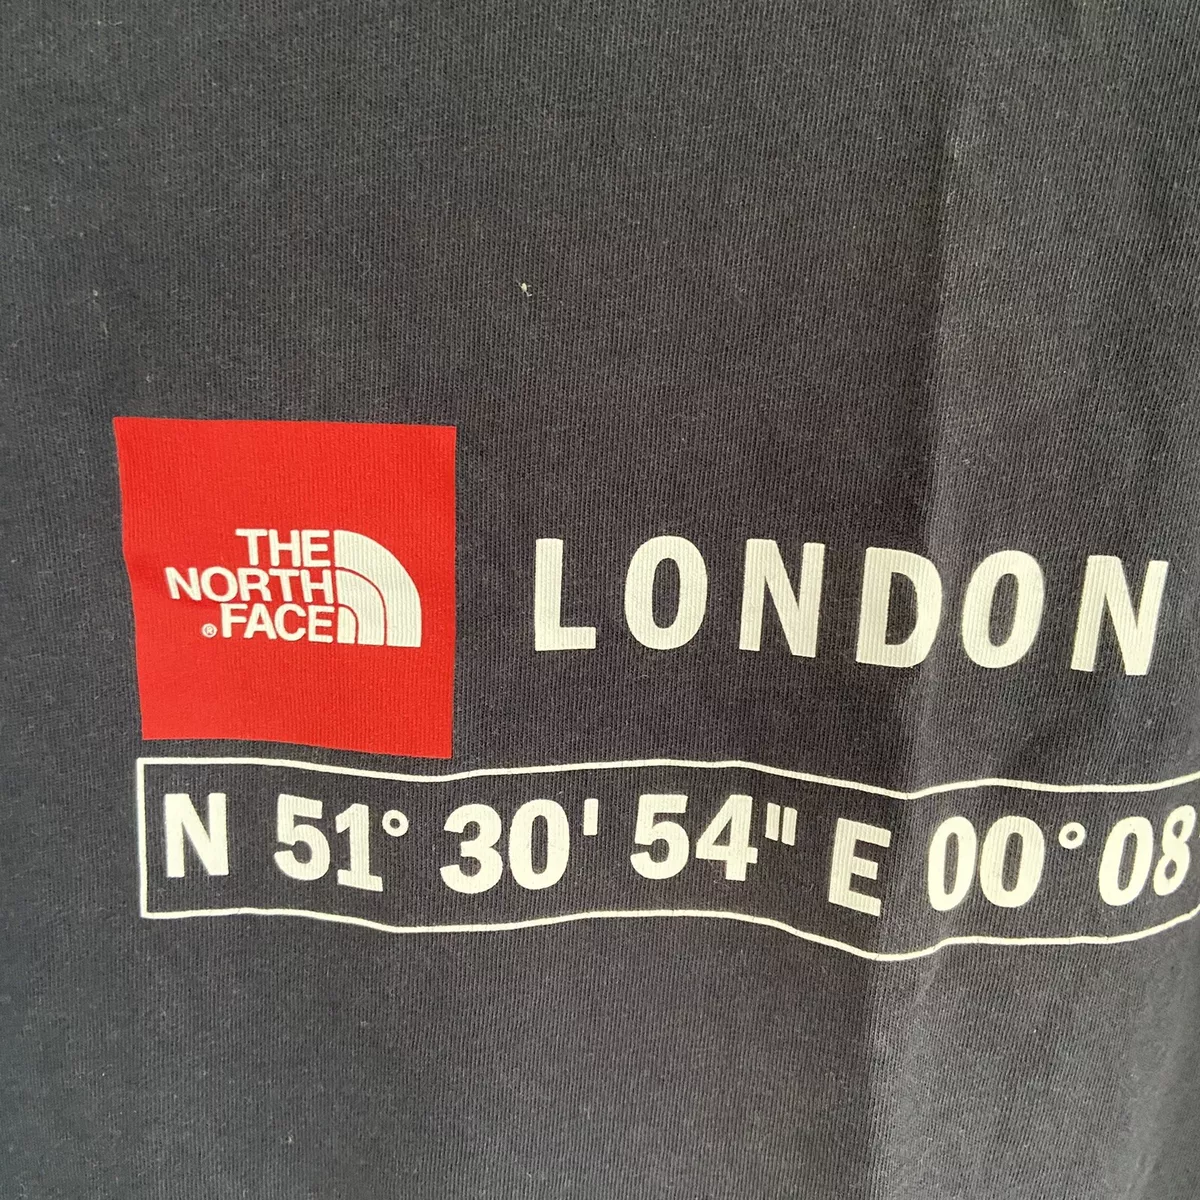 THE
NORTH
®FACE
LONDON
N 51° 30' 54" E 00° 08